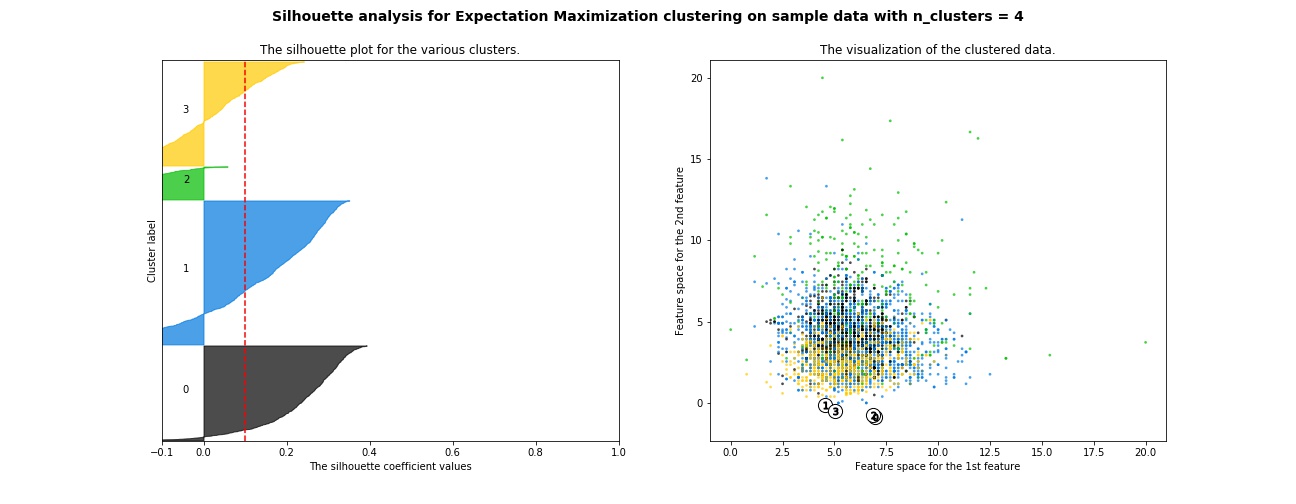 Silhouette analysis for Expectation Maximization clustering on sample data with n_clusters = 4
The silhouette plot for the various clusters.
Cluster label
3
2
1
0
−0.1 0.0 0.2 0.4 0.6 0.8 1.0
The silhouette coefficient values
The visualization of the clustered data.
Feature space for the 2nd feature
20
15
10
5
0
1 3 2
0.0 2.5 5.0 7.5 10.0 12.5 15.0 17.5 20.0
Feature space for the 1st feature